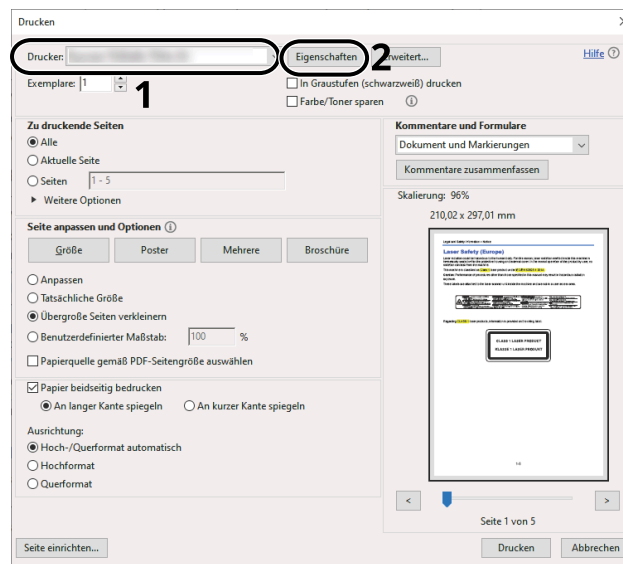 Drucken
Drucker:
Eigenschaften
2
Erweitert...
Hilfe
Exemplare: 1
1
In Graustufen (schwarzweiß) drucken
Farbe/Toner sparen
Zu druckende Seiten
Alle
Aktuelle Seite
Seiten 1 - 5
Weitere Optionen
Seite anpassen und Optionen
Größe Poster Mehrere Broschüre
Anpassen
Tatsächliche Größe
Übergroße Seiten verkleinern
Benutzerdefinierter Maßstab: 100 %
Papierquelle gemäß PDF-Seitengröße auswählen
Papier beidseitig bedrucken
An langer Kante spiegeln An kurzer Kante spiegeln
Ausrichtung:
Hoch-/Querformat automatisch
Hochformat
Querformat
Kommentare und Formulare
Dokument und Markierungen
Kommentare zusammenfassen
Skalierung: 96%
210,02 x 297,01 mm
Laser Safety (Europe)
CLASS 1 LASER PRODUCT
KLASSE 1 LASER PRODUKT
< >
Seite 1 von 5
Seite einrichten...
Drucken Abbrechen